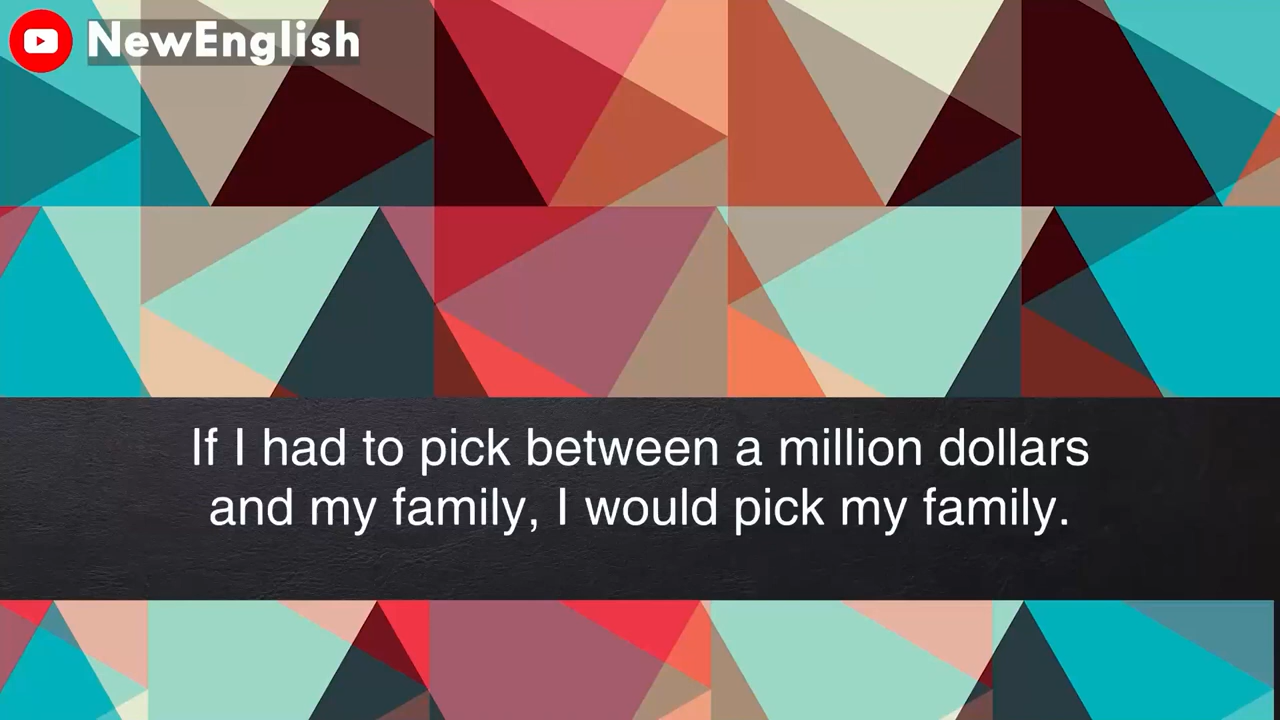 NewEnglish
If I had to pick between a million dollars
and my family, I would pick my family.